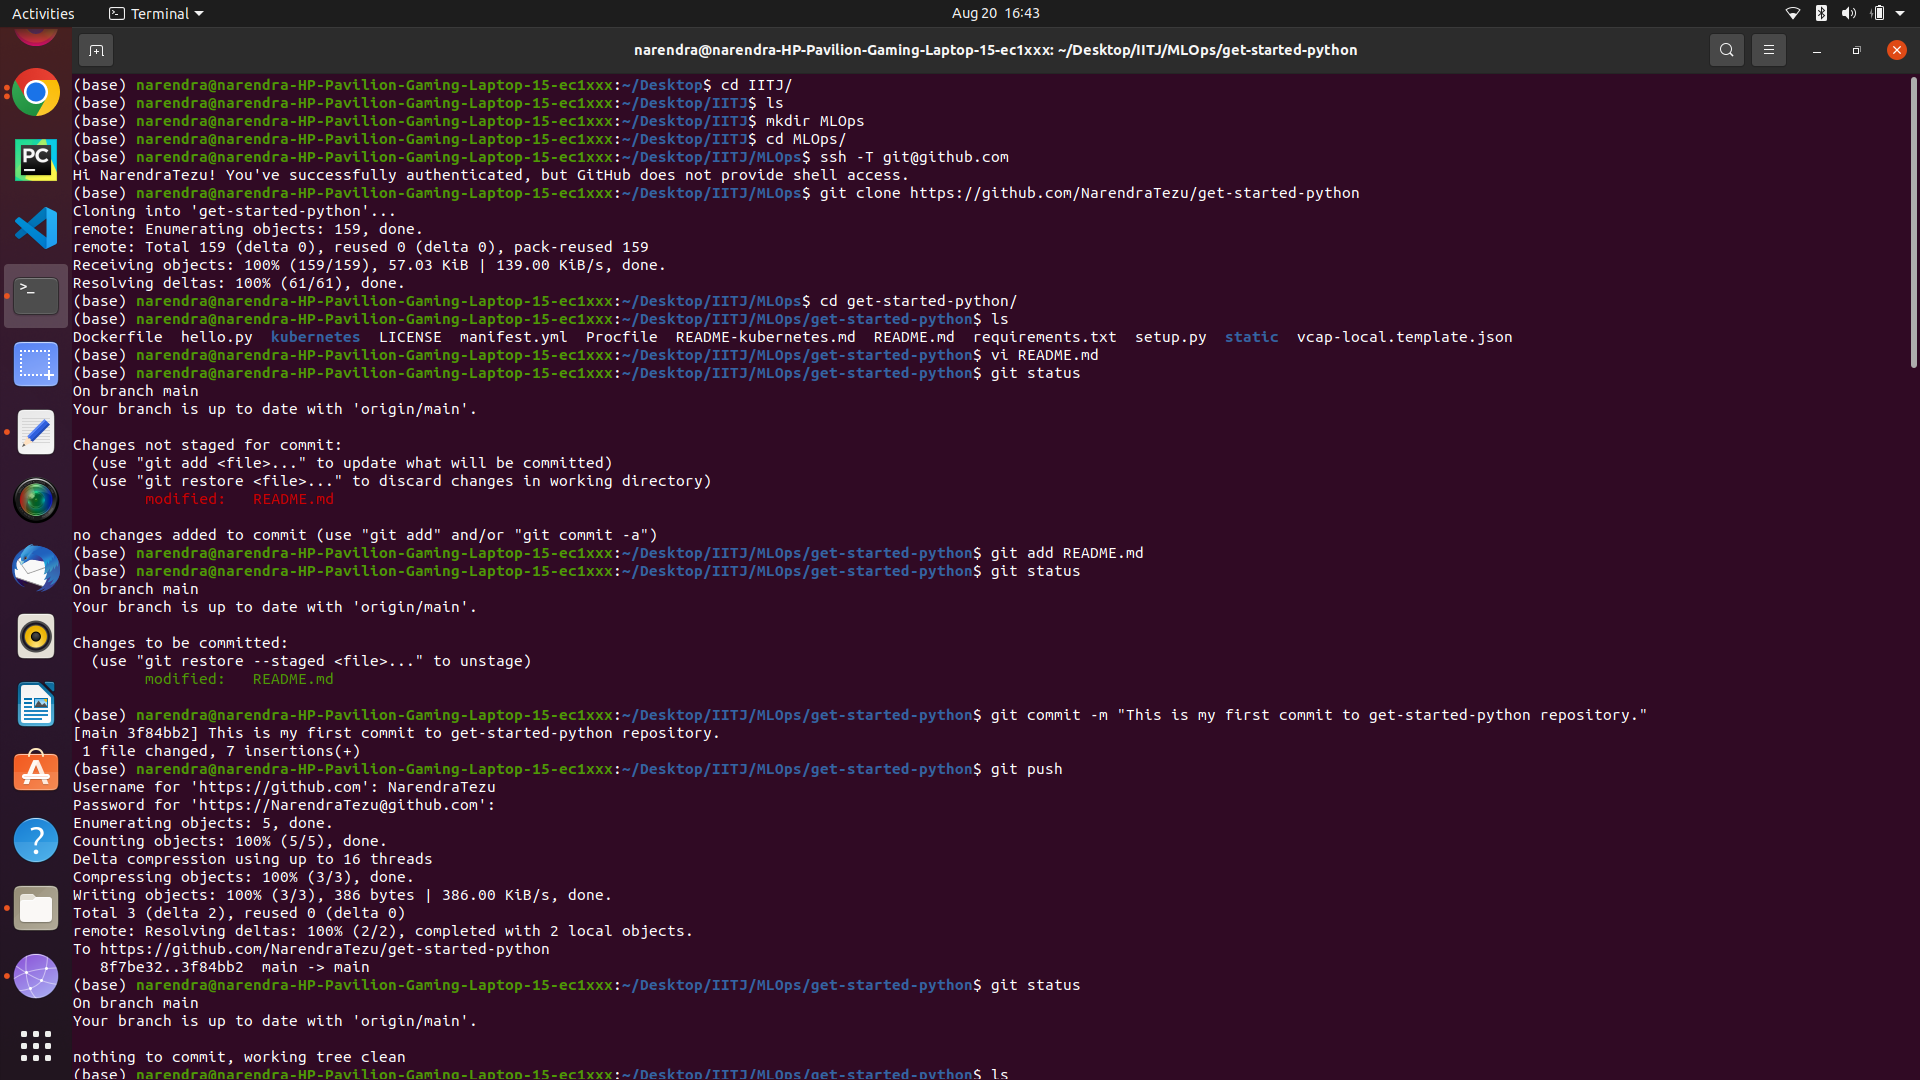 Activities Terminal Aug 20 16:43
narendra@narendra-HP-Pavilion-Gaming-Laptop-15-ec1xxx: ~/Desktop/IITJ/MLOps/get-started-python
(base) narendra@narendra-HP-Pavilion-Gaming-Laptop-15-ec1xxx:~/Desktop$ cd IITJ/
(base) narendra@narendra-HP-Pavilion-Gaming-Laptop-15-ec1xxx:~/Desktop/IITJ$ ls
(base) narendra@narendra-HP-Pavilion-Gaming-Laptop-15-ec1xxx:~/Desktop/IITJ$ mkdir MLOps
(base) narendra@narendra-HP-Pavilion-Gaming-Laptop-15-ec1xxx:~/Desktop/IITJ$ cd MLOps/
(base) narendra@narendra-HP-Pavilion-Gaming-Laptop-15-ec1xxx:~/Desktop/IITJ/MLOps$ ssh -T git@github.com
Hi NarendraTezu! You've successfully authenticated, but GitHub does not provide shell access.
(base) narendra@narendra-HP-Pavilion-Gaming-Laptop-15-ec1xxx:~/Desktop/IITJ/MLOps$ git clone https://github.com/NarendraTezu/get-started-python
Cloning into 'get-started-python'...
remote: Enumerating objects: 159, done.
remote: Total 159 (delta 0), reused 0 (delta 0), pack-reused 159
Receiving objects: 100% (159/159), 57.03 KiB | 139.00 KiB/s, done.
Resolving deltas: 100% (61/61), done.
(base) narendra@narendra-HP-Pavilion-Gaming-Laptop-15-ec1xxx:~/Desktop/IITJ/MLOps$ cd get-started-python/
(base) narendra@narendra-HP-Pavilion-Gaming-Laptop-15-ec1xxx:~/Desktop/IITJ/MLOps/get-started-python$ ls
Dockerfile hello.py kubernetes LICENSE manifest.yml Procfile README-kubernetes.md README.md requirements.txt setup.py static vcap-local.template.json
(base) narendra@narendra-HP-Pavilion-Gaming-Laptop-15-ec1xxx:~/Desktop/IITJ/MLOps/get-started-python$ vi README.md
(base) narendra@narendra-HP-Pavilion-Gaming-Laptop-15-ec1xxx:~/Desktop/IITJ/MLOps/get-started-python$ git status
On branch main
Your branch is up to date with 'origin/main'.
Changes not staged for commit:
(use "git add <file>..." to update what will be committed)
(use "git restore <file>..." to discard changes in working directory)
modified: README.md
no changes added to commit (use "git add" and/or "git commit -a")
(base) narendra@narendra-HP-Pavilion-Gaming-Laptop-15-ec1xxx:~/Desktop/IITJ/MLOps/get-started-python$ git add README.md
(base) narendra@narendra-HP-Pavilion-Gaming-Laptop-15-ec1xxx:~/Desktop/IITJ/MLOps/get-started-python$ git status
On branch main
Your branch is up to date with 'origin/main'.
Changes to be committed:
(use "git restore --staged <file>..." to unstage)
modified: README.md
(base) narendra@narendra-HP-Pavilion-Gaming-Laptop-15-ec1xxx:~/Desktop/IITJ/MLOps/get-started-python$ git commit -m "This is my first commit to get-started-python repository."
[main 3f84bb2] This is my first commit to get-started-python repository.
1 file changed, 7 insertions(+)
(base) narendra@narendra-HP-Pavilion-Gaming-Laptop-15-ec1xxx:~/Desktop/IITJ/MLOps/get-started-python$ git push
Username for 'https://github.com': NarendraTezu
Password for 'https://NarendraTezu@github.com':
Enumerating objects: 5, done.
Counting objects: 100% (5/5), done.
Delta compression using up to 16 threads
Compressing objects: 100% (3/3), done.
Writing objects: 100% (3/3), 386 bytes | 386.00 KiB/s, done.
Total 3 (delta 2), reused 0 (delta 0)
remote: Resolving deltas: 100% (2/2), completed with 2 local objects.
To https://github.com/NarendraTezu/get-started-python
8f7be32..3f84bb2 main -> main
(base) narendra@narendra-HP-Pavilion-Gaming-Laptop-15-ec1xxx:~/Desktop/IITJ/MLOps/get-started-python$ git status
On branch main
Your branch is up to date with 'origin/main'.
nothing to commit, working tree clean
(base) narendra@narendra-HP-Pavilion-Gaming-Laptop-15-ec1xxx:~/Desktop/IITJ/MLOps/get-started-python$ ls